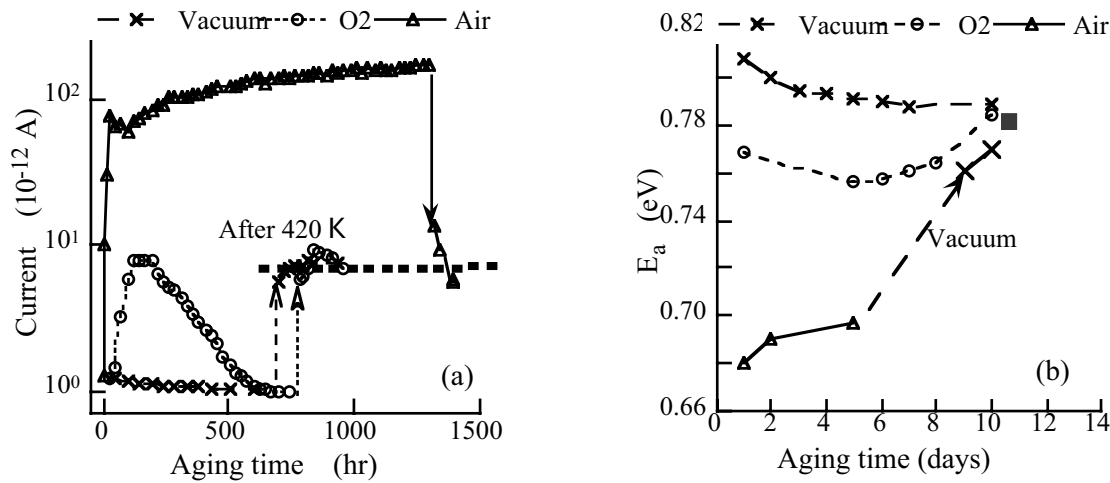 Vacuum O2 Air
10²
10¹
10⁰
Current (10⁻¹² A)
After 420 K
(a)
0 500 1000 1500
Aging time (hr)
Vacuum O2 Air
0.82
0.78
0.74
0.70
0.66
Eₐ (eV)
Vacuum
(b)
0 2 4 6 8 10 12 14
Aging time (days)